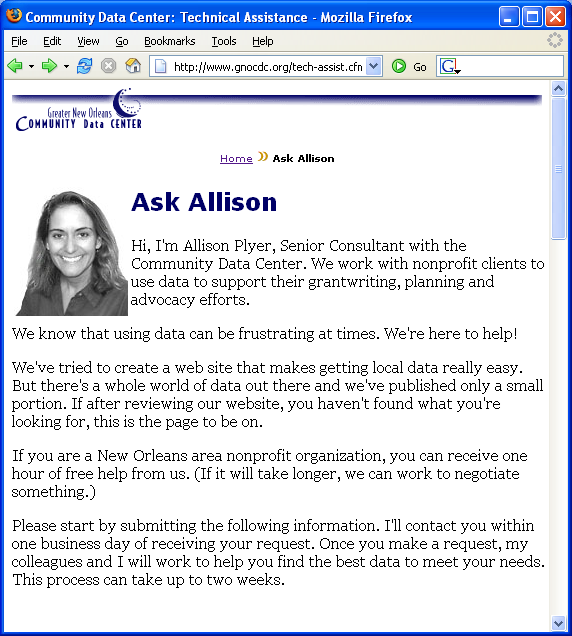 Community Data Center: Technical Assistance - Mozilla Firefox
File Edit View Go Bookmarks Tools Help
http://www.gnocdc.org/tech-assist.cfm Go G
Greater New Orleans
COMMUNITY DATA CENTER
Home » Ask Allison
Ask Allison
Hi, I'm Allison Plyer, Senior Consultant with the
Community Data Center. We work with nonprofit clients to
use data to support their grantwriting, planning and
advocacy efforts.
We know that using data can be frustrating at times. We're here to help!
We've tried to create a web site that makes getting local data really easy.
But there's a whole world of data out there and we've published only a small
portion. If after reviewing our website, you haven't found what you're
looking for, this is the page to be on.
If you are a New Orleans area nonprofit organization, you can receive one
hour of free help from us. (If it will take longer, we can work to negotiate
something.)
Please start by submitting the following information. I'll contact you within
one business day of receiving your request. Once you make a request, my
colleagues and I will work to help you find the best data to meet your needs.
This process can take up to two weeks.